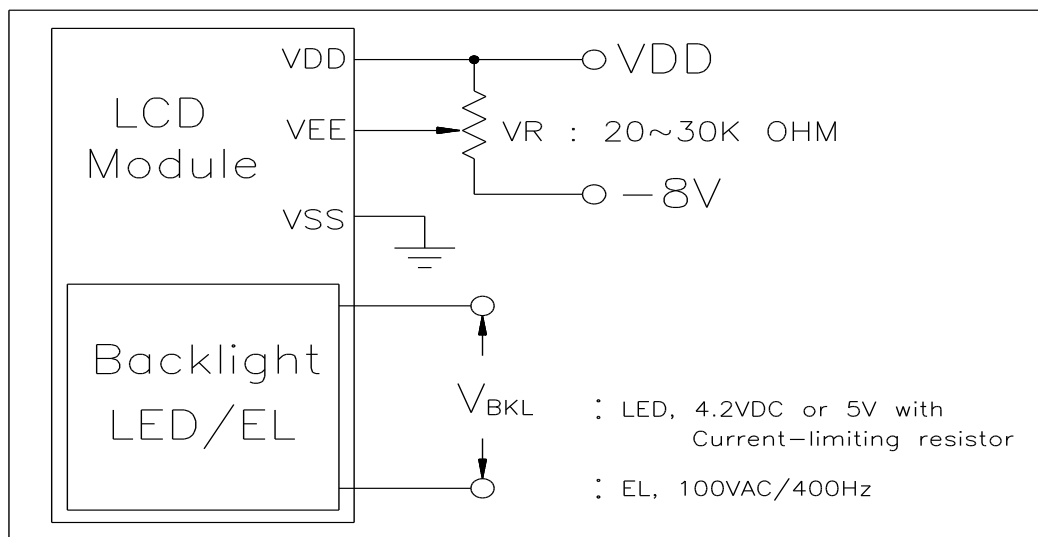 VDD
VDD
LCD
Module
VEE
VR : 20~30K OHM
-8V
VSS
Backlight
LED/EL
VBKL
: LED, 4.2VDC or 5V with
Current-limiting resistor
: EL, 100VAC/400Hz